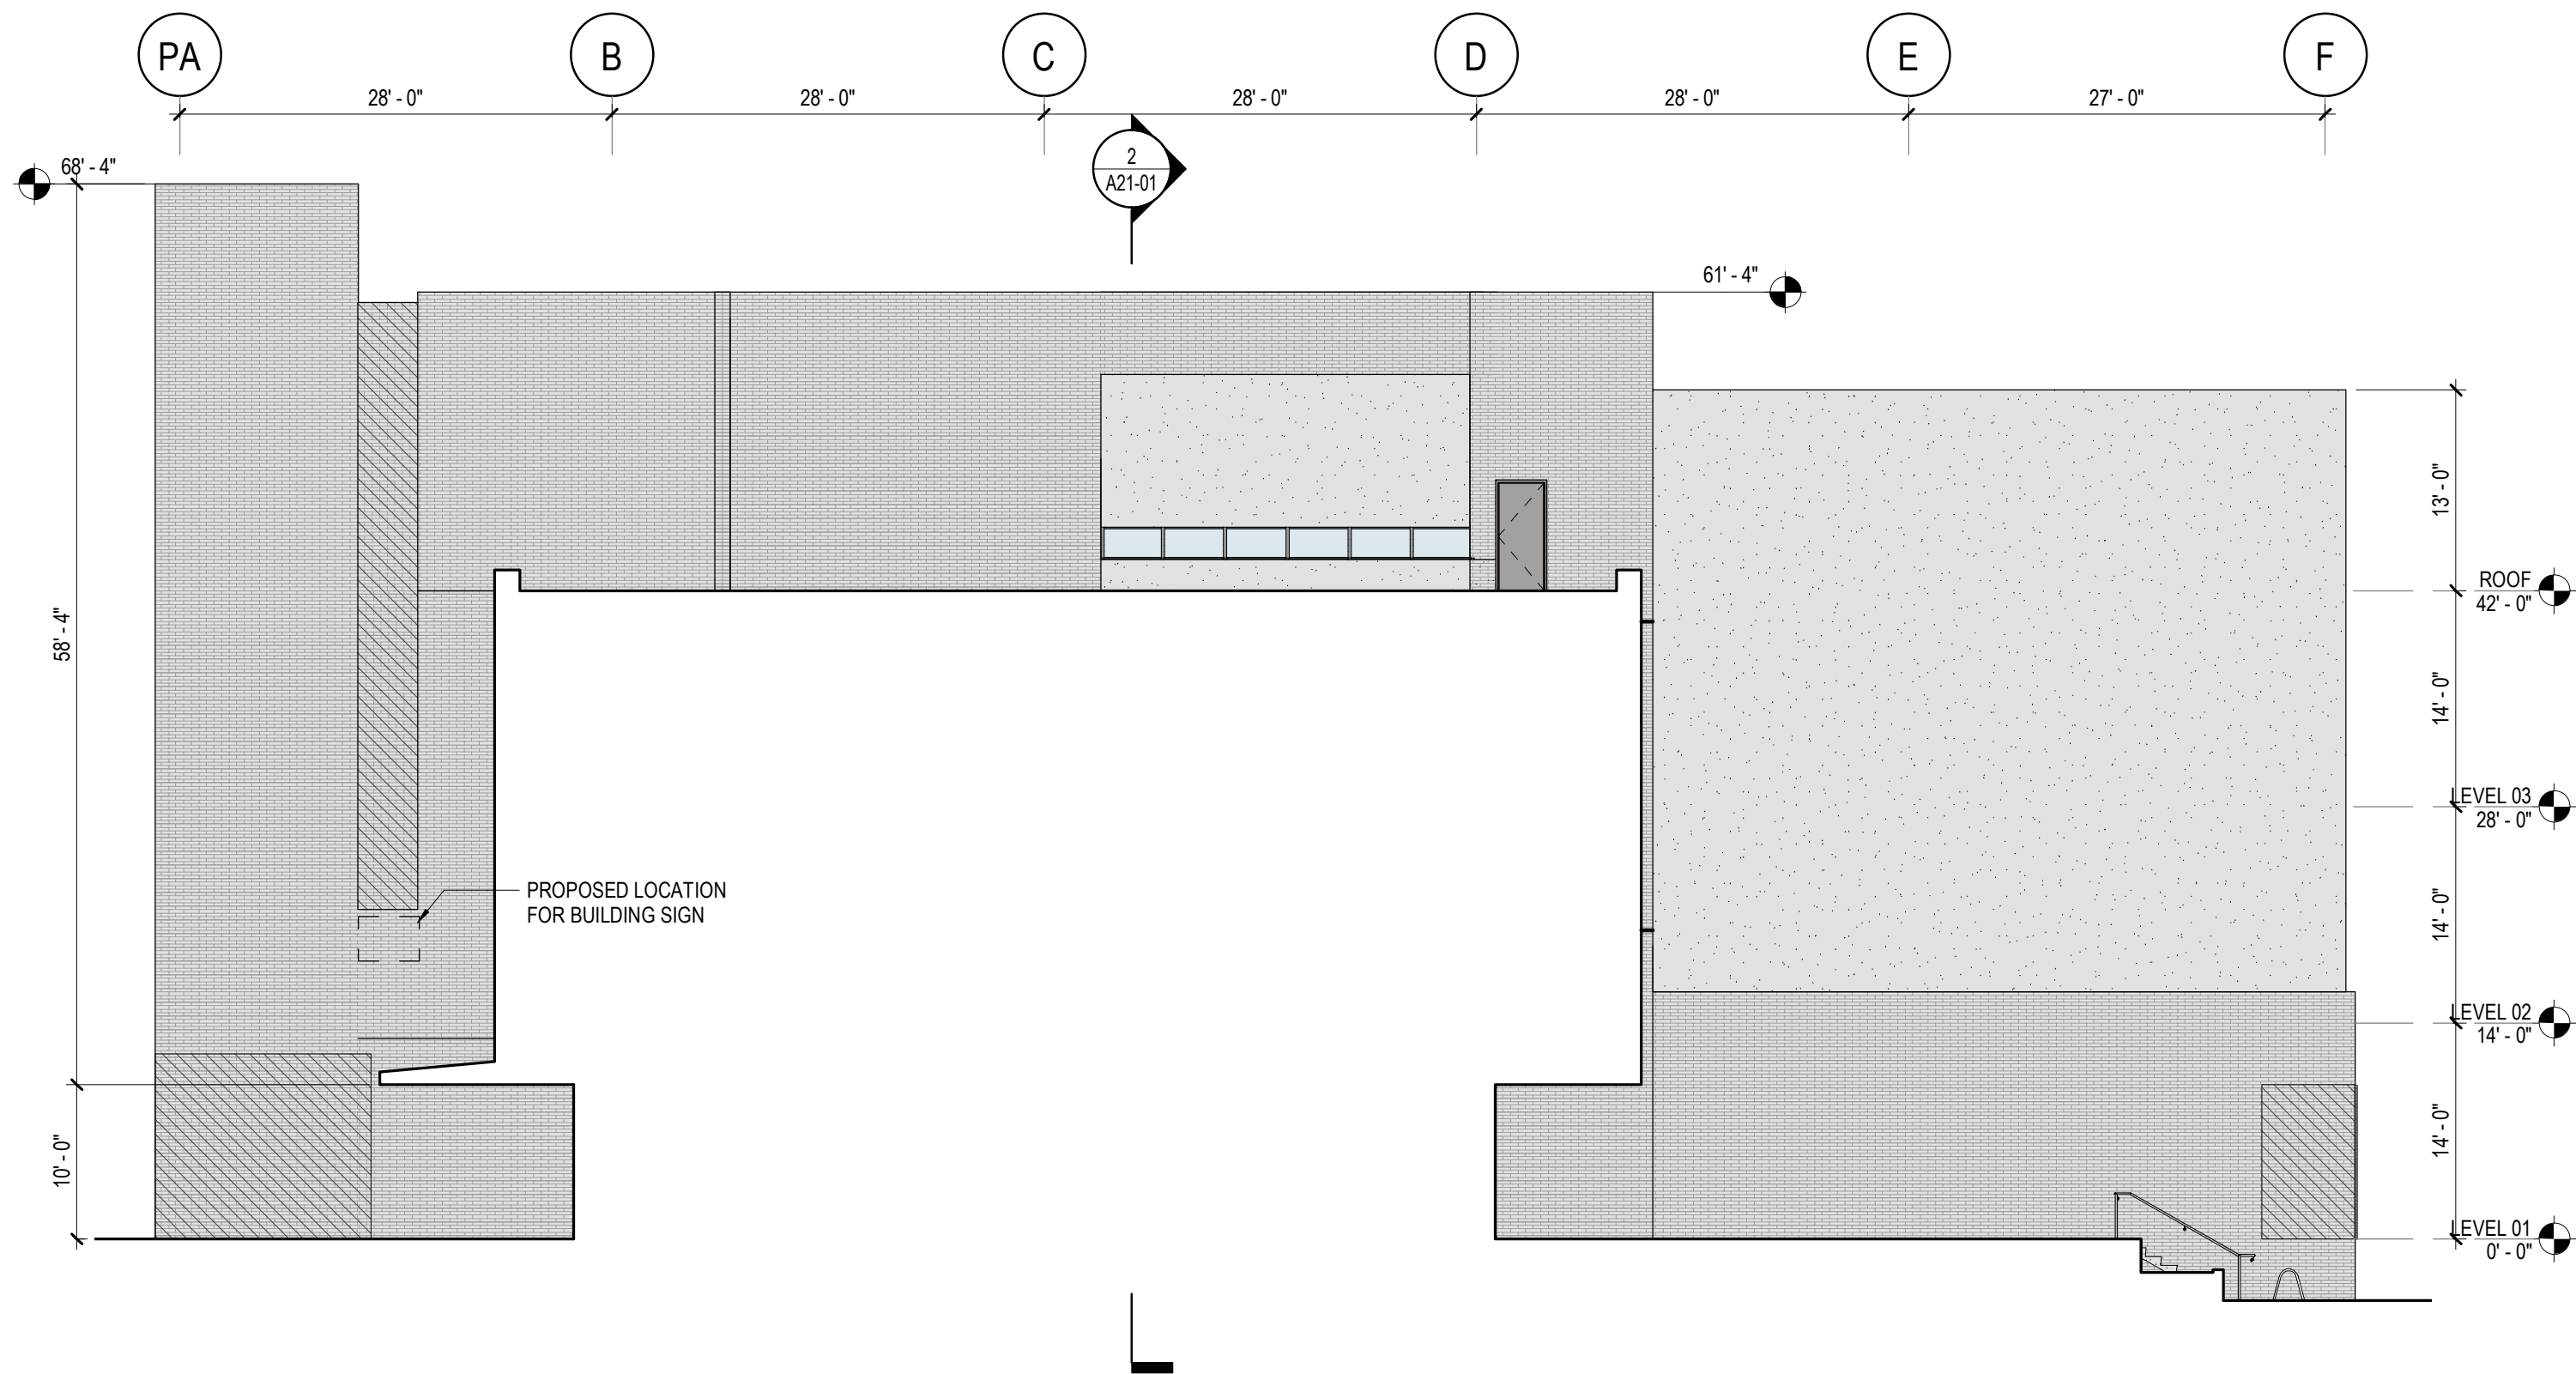 PA
B
C
D
E
F
28' - 0"
28' - 0"
28' - 0"
28' - 0"
27' - 0"
2
A21-01
68' - 4"
61' - 4"
58' - 4"
10' - 0"
PROPOSED LOCATION
FOR BUILDING SIGN
13' - 0"
ROOF
42' - 0"
14' - 0"
LEVEL 03
28' - 0"
14' - 0"
LEVEL 02
14' - 0"
14' - 0"
LEVEL 01
0' - 0"